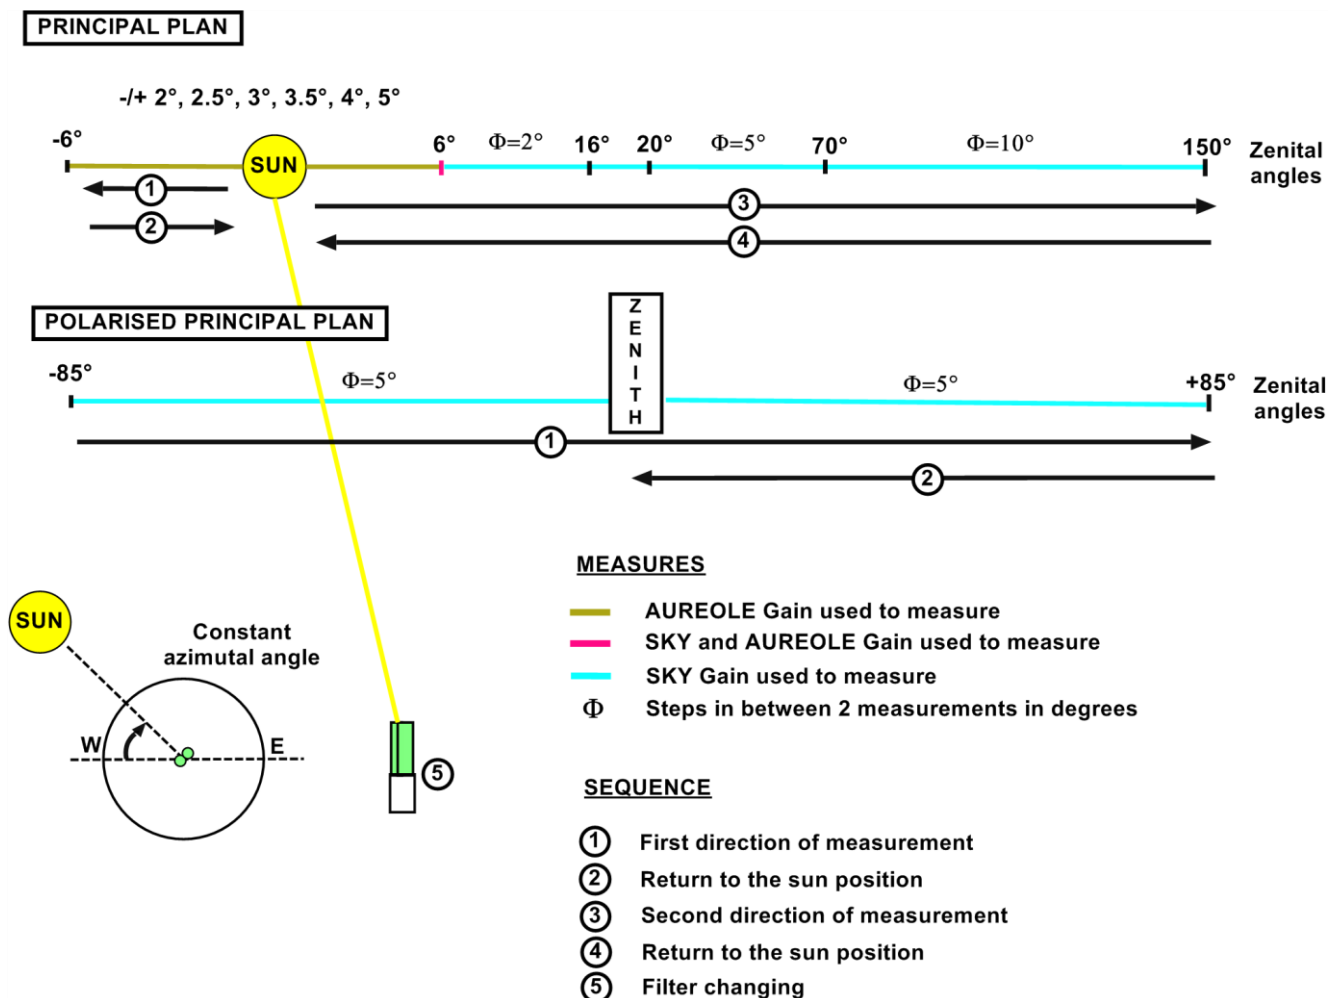 PRINCIPAL PLAN
-/+ 2°, 2.5°, 3°, 3.5°, 4°, 5°
-6°
SUN
6°
Φ=2°
16°
20°
Φ=5°
70°
Φ=10°
150°
Zenital
angles
1
2
3
4
POLARISED PRINCIPAL PLAN
ZENITH
-85°
Φ=5°
Φ=5°
+85°
Zenital
angles
1
2
SUN
Constant
azimutal angle
W
E
5
MEASURES
AUREOLE Gain used to measure
SKY and AUREOLE Gain used to measure
SKY Gain used to measure
Φ Steps in between 2 measurements in degrees
SEQUENCE
1 First direction of measurement
2 Return to the sun position
3 Second direction of measurement
4 Return to the sun position
5 Filter changing